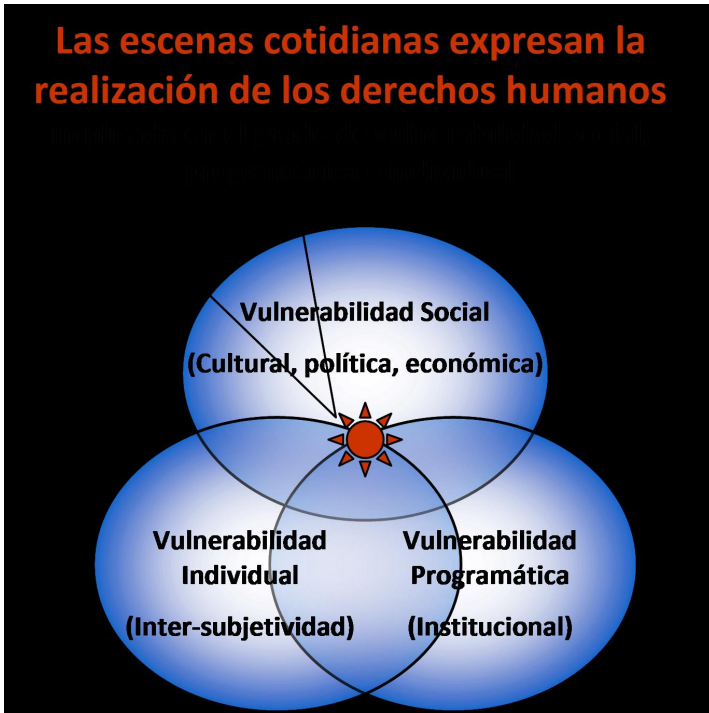 Las escenas cotidianas expresan la
realización de los derechos humanos
Vulnerabilidad Social
(Cultural, política, económica)
Vulnerabilidad
Individual
(Inter-subjetividad)
Vulnerabilidad
Programática
(Institucional)